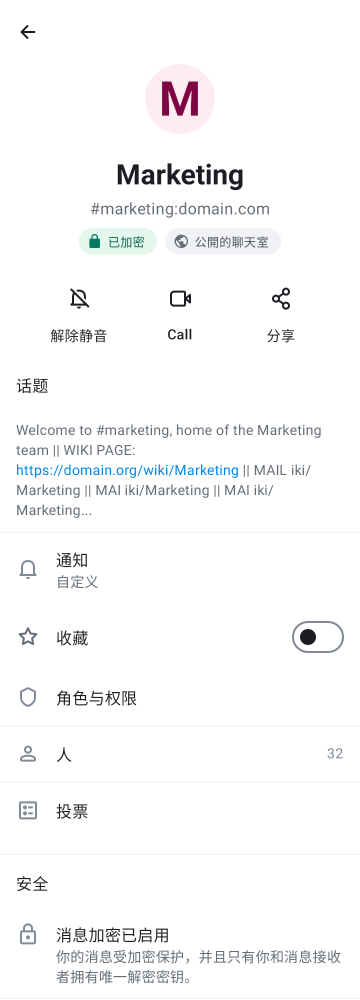 M
Marketing
#marketing:domain.com
已加密
公開的聊天室
解除静音
Call
分享
话题
Welcome to #marketing, home of the Marketing
team || WIKI PAGE:
https://domain.org/wiki/Marketing || MAIL iki/
Marketing || MAI iki/Marketing || MAI iki/
Marketing...
通知
自定义
收藏
角色与权限
人 32
投票
安全
消息加密已启用
你的消息受加密保护，并且只有你和消息接收
者拥有唯一解密密钥。